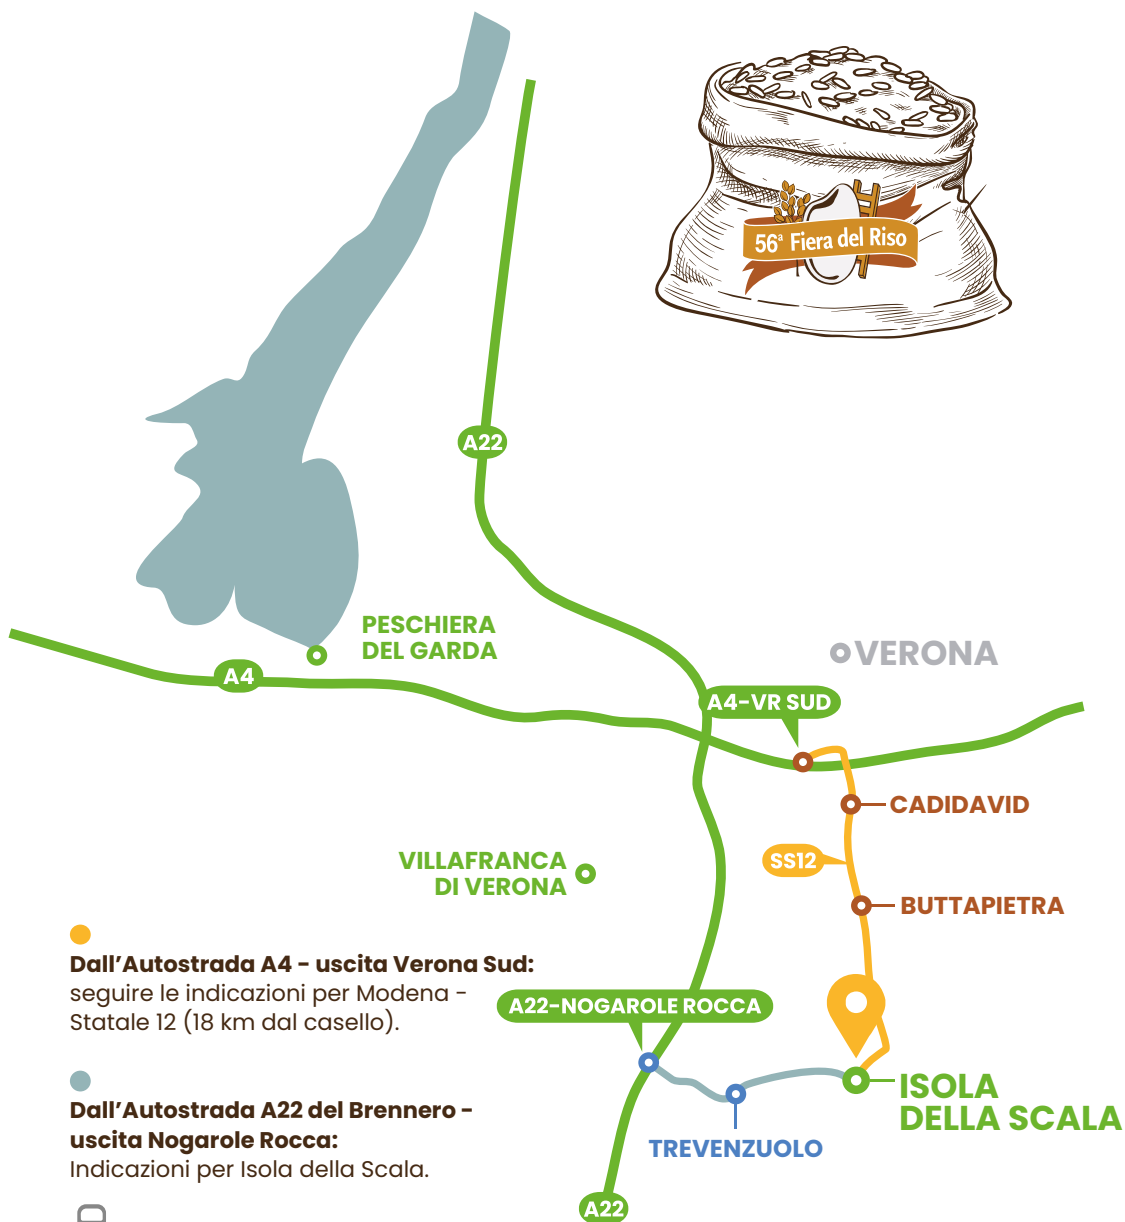 56ª Fiera del Riso
A22
PESCHIERA
DEL GARDA
A4
VERONA
A4-VR SUD
CADIDAVID
SS12
VILLAFRANCA
DI VERONA
BUTTAPIETRA
Dall'Autostrada A4 - uscita Verona Sud:
seguire le indicazioni per Modena -
Statale 12 (18 km dal casello).
A22-NOGAROLE ROCCA
Dall'Autostrada A22 del Brennero -
uscita Nogarole Rocca:
Indicazioni per Isola della Scala.
ISOLA
DELLA SCALA
TREVENZUOLO
A22